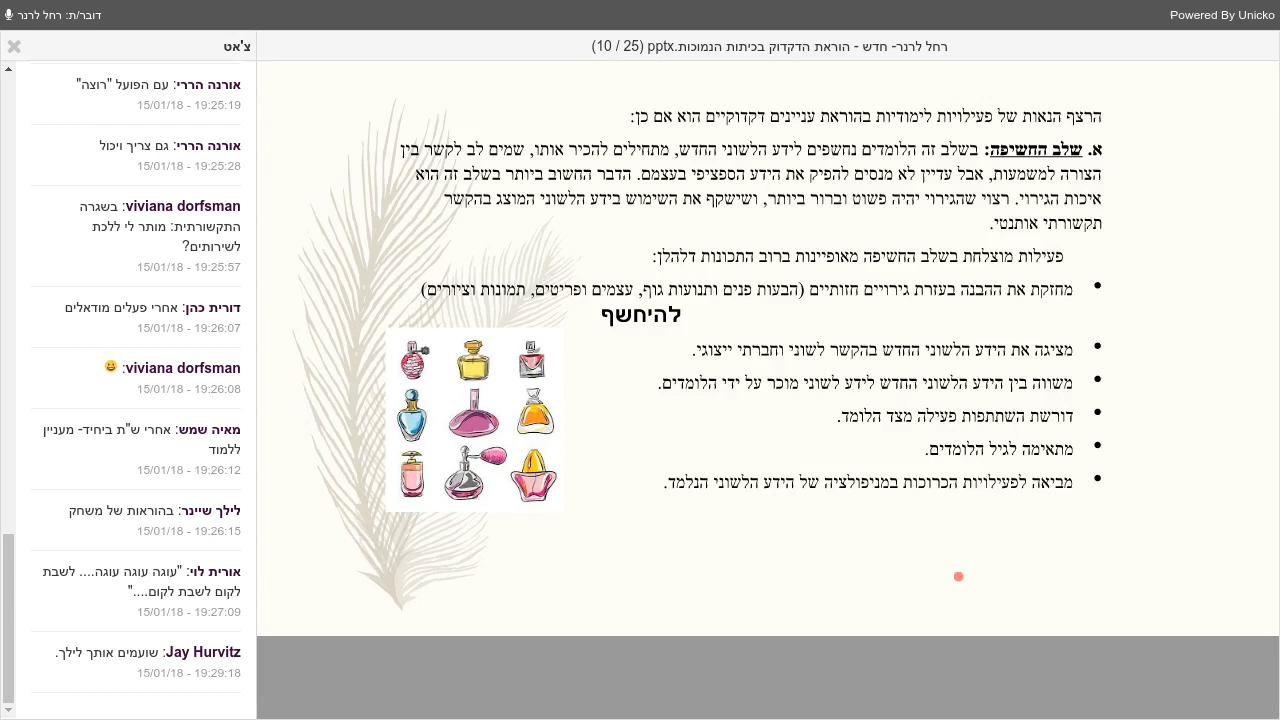 דובר/ת: רחל לרנר
Powered By Unicko
צ'אט
רחל לרנר- חדש - הוראת הדקדוק בכיתות הנמוכות.pptx (10 / 25)
אורנה הררי: עם הפועל "רוצה"
15/01/18 - 19:25:19
אורנה הררי: גם צריך ויכול
15/01/18 - 19:25:28
viviana dorfsman: בשגרה
התקשורתית: מותר לי ללכת
לשירותים?
15/01/18 - 19:25:57
דורית כהן: אחרי פעלים מודאלים
15/01/18 - 19:26:07
viviana dorfsman:
15/01/18 - 19:26:08
מאיה שמש: אחרי ש"ת ביחיד- מעניין
ללמוד
15/01/18 - 19:26:12
לילך שיינר: בהוראות של משחק
15/01/18 - 19:26:15
אורית לוי: "עוגה עוגה עוגה.... לשבת
לקום לשבת לקום...."
15/01/18 - 19:27:09
Jay Hurvitz: שועמים אותך לילך.
15/01/18 - 19:29:18
הרצף הנאות של פעילויות לימודיות בהוראת עניינים דקדוקיים הוא אם כן:
א. שלב החשיפה: בשלב זה הלומדים נחשפים לידע הלשוני החדש, מתחילים להכיר אותו, שמים לב לקשר בין
הצורה למשמעות, אבל עדיין לא מנסים להפיק את הידע הספציפי בעצמם. הדבר החשוב ביותר בשלב זה הוא
איכות הגירוי. רצוי שהגירוי יהיה פשוט וברור ביותר, ושישקף את השימוש בידע הלשוני המוצג בהקשר
תקשורתי אותנטי.
פעילות מוצלחת בשלב החשיפה מאופיינות ברוב התכונות דלהלן:
• מחזקת את ההבנה בעזרת גירויים חזותיים (הבעות פנים ותנועות גוף, עצמים ופריטים, תמונות וציורים)
להיחשף
• מציגה את הידע הלשוני החדש בהקשר לשוני וחברתי ייצוגי.
• משווה בין הידע הלשוני החדש לידע לשוני מוכר על ידי הלומדים.
• דורשת השתתפות פעילה מצד הלומד.
• מתאימה לגיל הלומדים.
• מביאה לפעילויות הכרוכות במניפולציה של הידע הלשוני הנלמד.